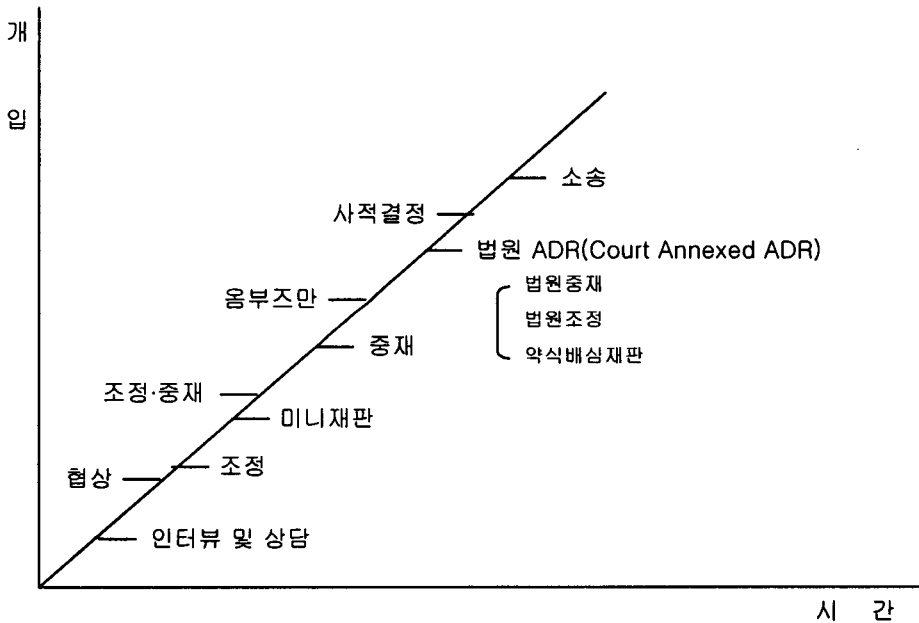 개
입
소송
사적결정
법원 ADR(Court Annexed ADR)
법원중재
옴부즈만
법원조정
중재
약식배심재판
조정·중재
미니재판
조정
협상
인터뷰 및 상담
시 간